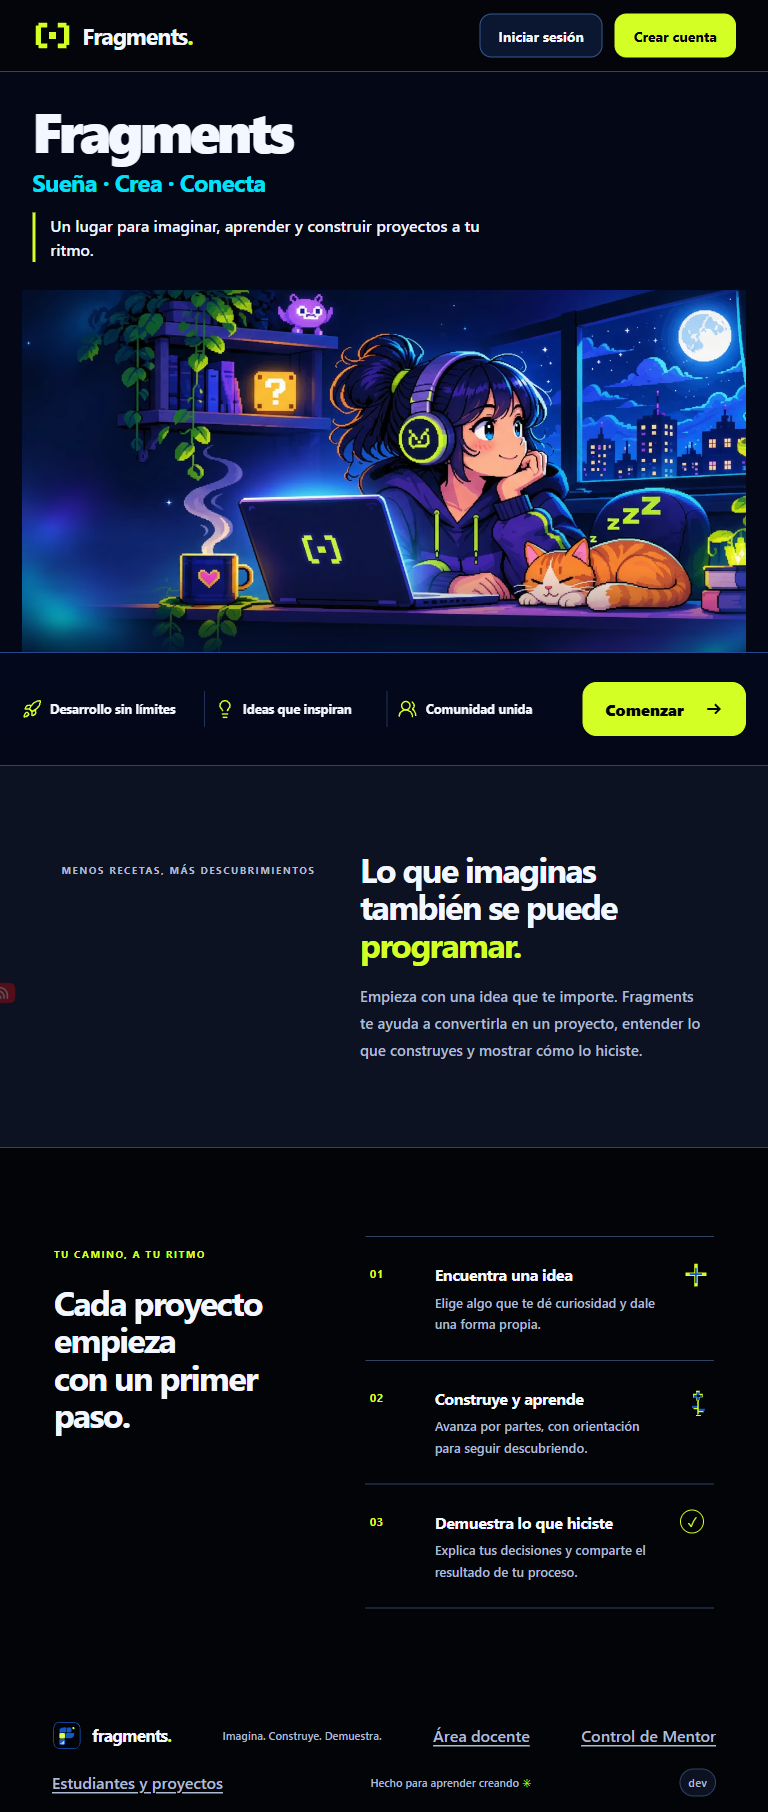 Fragments.
Iniciar sesión
Crear cuenta
Fragments
Sueña · Crea · Conecta
Un lugar para imaginar, aprender y construir proyectos a tu
ritmo.
?
z z z z
Desarrollo sin límites
Ideas que inspiran
Comunidad unida
Comenzar →
MENOS RECETAS, MÁS DESCUBRIMIENTOS
Lo que imaginas
también se puede
programar.
Empieza con una idea que te importe. Fragments
te ayuda a convertirla en un proyecto, entender lo
que construyes y mostrar cómo lo hiciste.
TU CAMINO, A TU RITMO
Cada proyecto
empieza
con un primer
paso.
01
Encuentra una idea
Elige algo que te dé curiosidad y dale
una forma propia.
02
Construye y aprende
Avanza por partes, con orientación
para seguir descubriendo.
03
Demuestra lo que hiciste
Explica tus decisiones y comparte el
resultado de tu proceso.
fragments.
Imagina. Construye. Demuestra.
Área docente
Control de Mentor
Estudiantes y proyectos
Hecho para aprender creando ✳
dev